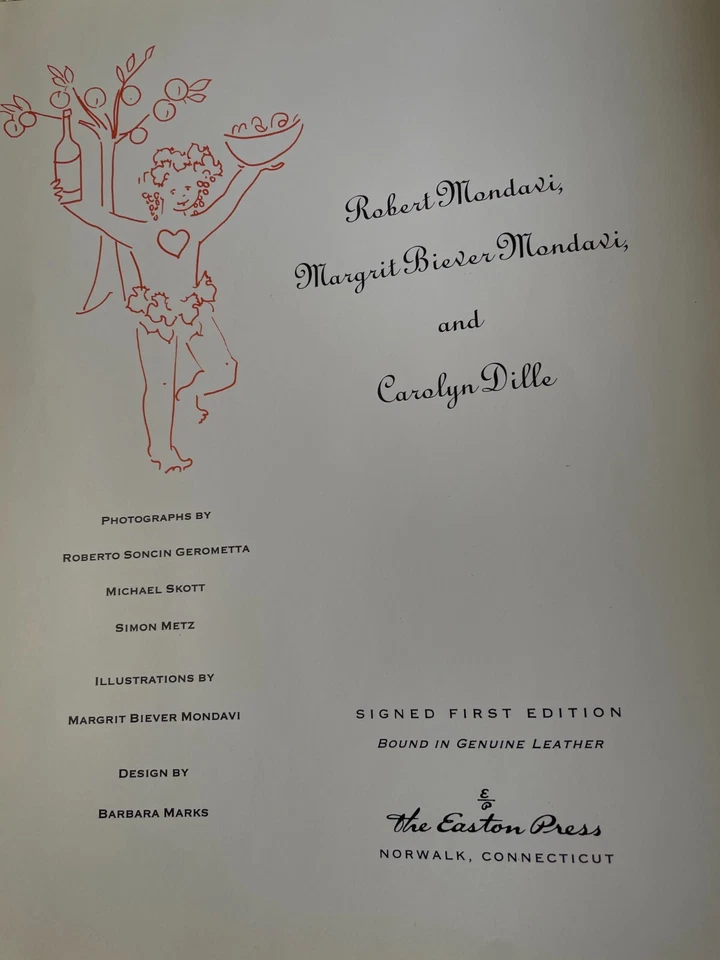 Robert Mondavi,
Margrit Biever Mondavi,
and
Carolyn Dille
Photographs by
Roberto Soncin Gerometta
Michael Skott
Simon Metz
Illustrations by
Margrit Biever Mondavi
Design by
Barbara Marks
SIGNED FIRST EDITION
Bound in Genuine Leather
E
P
The Easton Press
NORWALK, CONNECTICUT